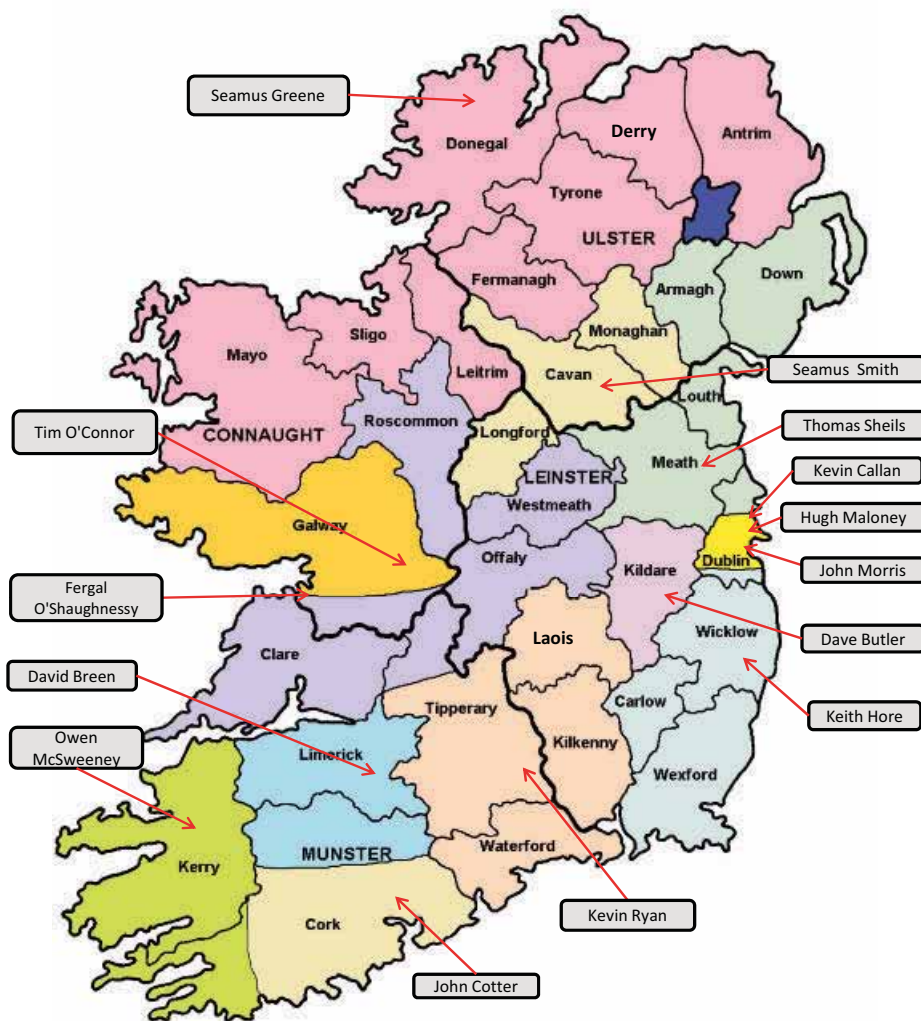 Seamus Greene
Derry
Antrim
Donegal
Tyrone
ULSTER
Down
Fermanagh
Armagh
Monaghan
Sligo
Mayo
Cavan
Seamus  Smith
Leitrim
Louth
Roscommon
Tim O'Connor
CONNAUGHT
Longford
Thomas Sheils
Meath
LEINSTER
Kevin Callan
Westmeath
Galway
Hugh Maloney
Offaly
Dublin
Kildare
John Morris
Fergal
O'Shaughnessy
Laois
Wicklow
Dave Butler
Clare
David Breen
Carlow
Tipperary
Keith Hore
Owen
McSweeney
Kilkenny
Limerick
Wexford
Waterford
MUNSTER
Kerry
Kevin Ryan
Cork
John Cotter